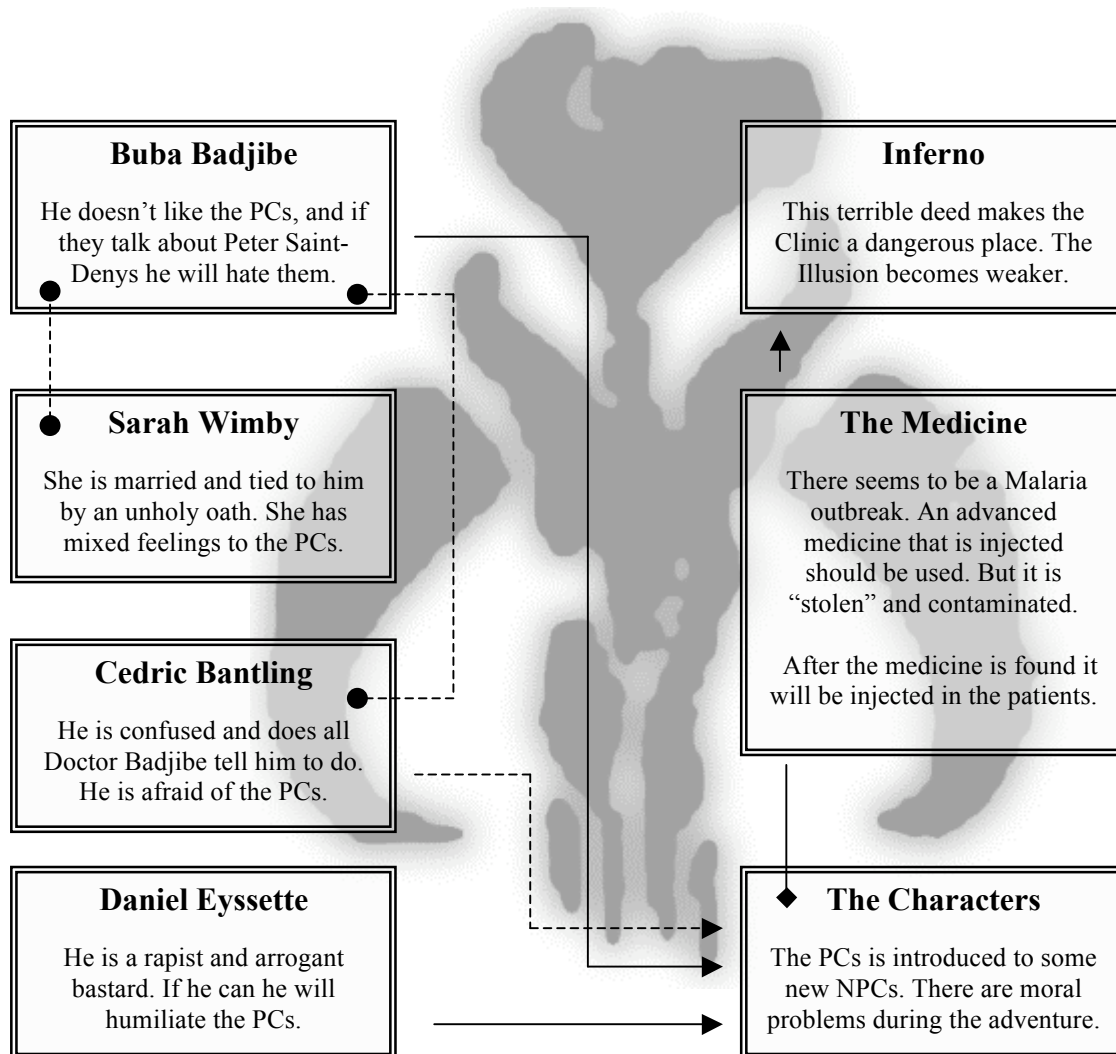 Buba Badjibe
He doesn't like the PCs, and if
they talk about Peter Saint-
Denys he will hate them.
Sarah Wimby
She is married and tied to him
by an unholy oath. She has
mixed feelings to the PCs.
Cedric Bantling
He is confused and does all
Doctor Badjibe tell him to do.
He is afraid of the PCs.
Daniel Eyssette
He is a rapist and arrogant
bastard. If he can he will
humiliate the PCs.
Inferno
This terrible deed makes the
Clinic a dangerous place. The
Illusion becomes weaker.
The Medicine
There seems to be a Malaria
outbreak. An advanced
medicine that is injected
should be used. But it is
“stolen” and contaminated.
After the medicine is found it
will be injected in the patients.
The Characters
The PCs is introduced to some
new NPCs. There are moral
problems during the adventure.